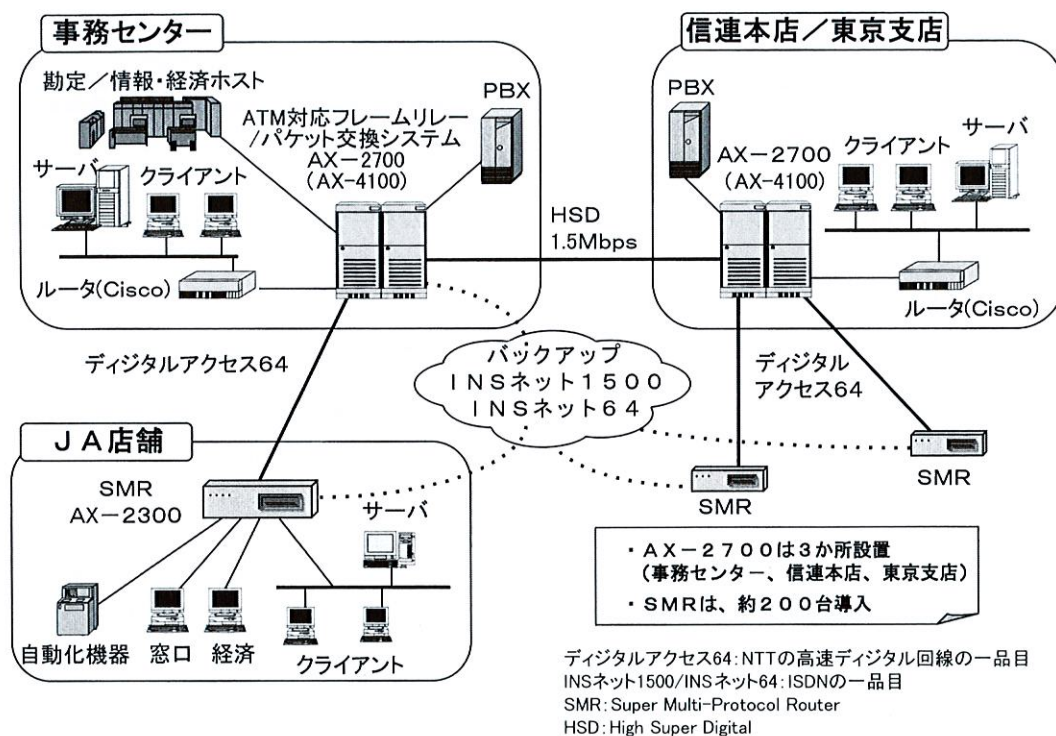 事務センター
勘定／情報・経済ホスト
サーバ
クライアント
ルータ(Cisco)
ATM対応フレームリレー
/パケット交換システム
AX－2700
(AX-4100)
PBX
HSD
1.5Mbps
信連本店／東京支店
PBX
AX－2700
(AX-4100)
クライアント
サーバ
ルータ(Cisco)
ディジタルアクセス64
バックアップ
INSネット1500
INSネット64
ディジタル
アクセス64
SMR
SMR
JA店舗
SMR
AX－2300
サーバ
自動化機器
窓口
経済
クライアント
・AX－2700は3か所設置
（事務センター、信連本店、東京支店）
・SMRは、約200台導入
ディジタルアクセス64：NTTの高速ディジタル回線の一品目
INSネット1500/INSネット64：ISDNの一品目
SMR：Super Multi-Protocol Router
HSD：High Super Digital